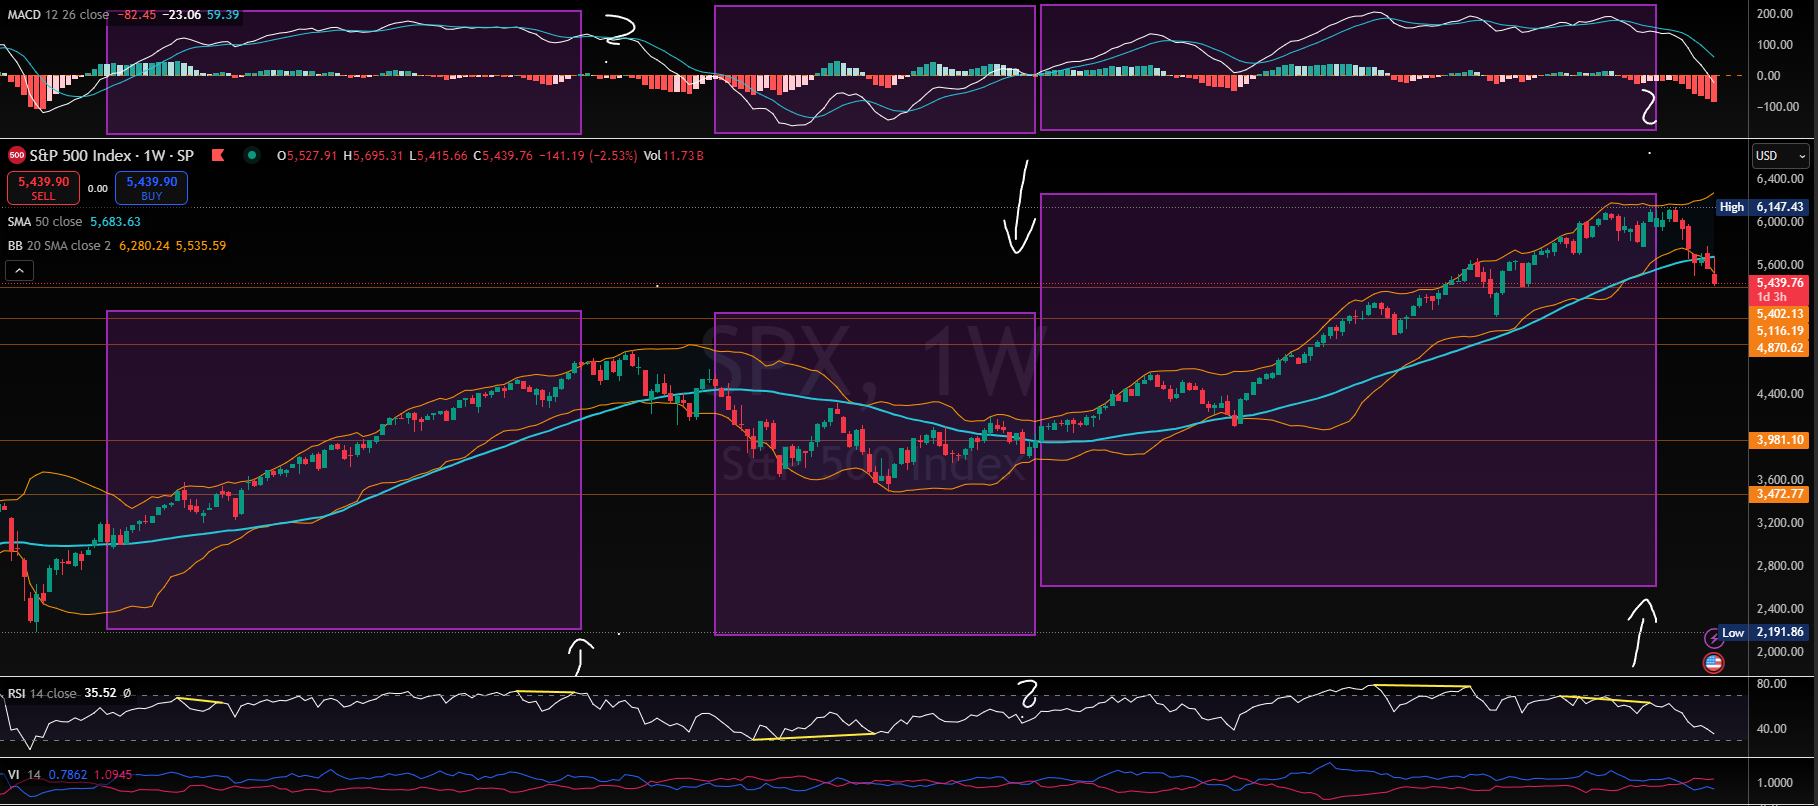 MACD 12 26 close −82.45 −23.06 59.39
200.00
100.00
0.00
−100.00
?
?
500 S&P 500 Index · 1W · SP O5,527.91 H5,695.31 L5,415.66 C5,439.76 −141.19 (−2.53%) Vol11.73B
USD
5,439.90 SELL 0.00 5,439.90 BUY
SMA 50 close 5,683.63
BB 20 SMA close 2 6,280.24 5,535.59
6,400.00
High 6,147.43
6,000.00
5,600.00
5,439.76
1d 3h
5,402.13
5,116.19
4,870.62
4,400.00
3,981.10
3,600.00
3,472.77
3,200.00
2,800.00
2,400.00
Low 2,191.86
2,000.00
SPX, 1W
S&P 500 Index
RSI 14 close 35.52 Ø
?
80.00
40.00
VI 14 0.7862 1.0945
1.0000